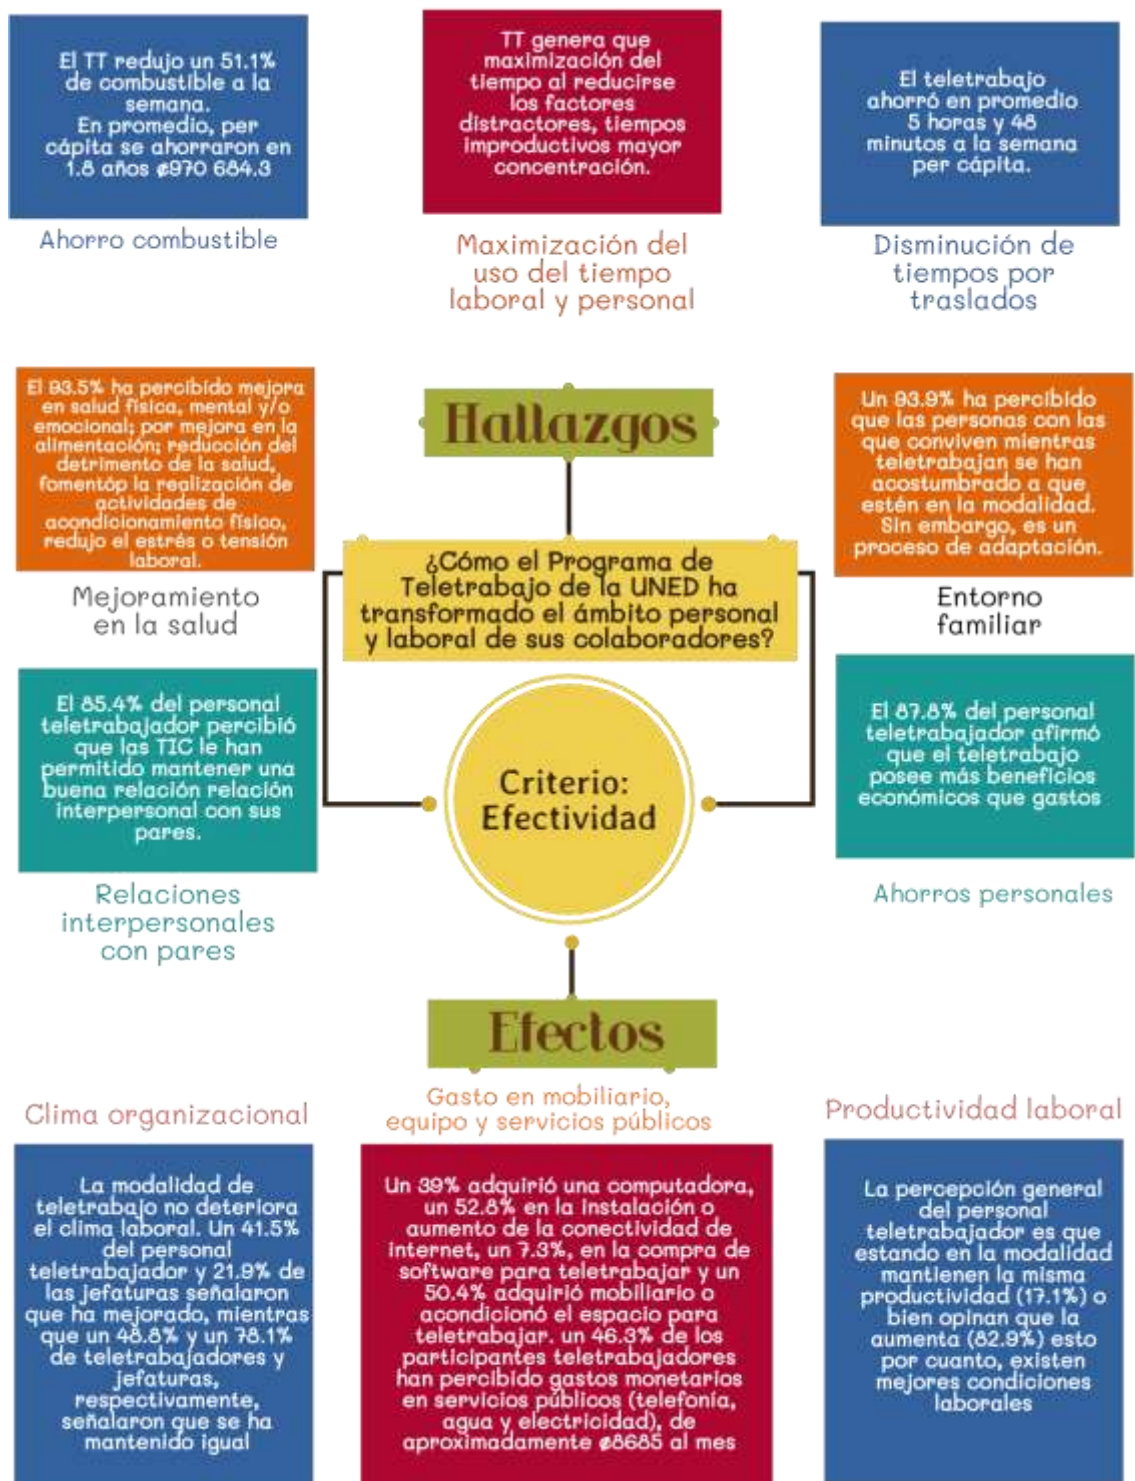 El TT redujo un 51.1%
de combustible a la
semana.
En promedio, per
cápita se ahorraron en
1.8 años ₡970 684.3
Ahorro combustible
TT genera que
maximización del
tiempo al reducirse
los factores
distractores, tiempos
improductivos mayor
concentración.
Maximización del
uso del tiempo
laboral y personal
El teletrabajo
ahorró en promedio
5 horas y 48
minutos a la semana
per cápita.
Disminución de
tiempos por
traslados
El 93.5% ha percibido mejora
en salud física, mental y/o
emocional; por mejora en la
alimentación; reducción del
detrimento de la salud,
fomentóp la realización de
actividades de
acondicionamiento físico,
redujo el estrés o tensión
laboral.
Mejoramiento
en la salud
Hallazgos
¿Cómo el Programa de
Teletrabajo de la UNED ha
transformado el ámbito personal
y laboral de sus colaboradores?
Un 93.9% ha percibido
que las personas con las
que conviven mientras
teletrabajan se han
acostumbrado a que
estén en la modalidad.
Sin embargo, es un
proceso de adaptación.
Entorno
familiar
El 85.4% del personal
teletrabajador percibió
que las TIC le han
permitido mantener una
buena relación relación
interpersonal con sus
pares.
Relaciones
interpersonales
con pares
Criterio:
Efectividad
El 87.8% del personal
teletrabajador afirmó
que el teletrabajo
posee más beneficios
económicos que gastos
Ahorros personales
Efectos
Clima organizacional
La modalidad de
teletrabajo no deteriora
el clima laboral. Un 41.5%
del personal
teletrabajador y 21.9% de
las jefaturas señalaron
que ha mejorado, mientras
que un 48.8% y un 78.1%
de teletrabajadores y
jefaturas,
respectivamente,
señalaron que se ha
mantenido igual
Gasto en mobiliario,
equipo y servicios públicos
Un 39% adquirió una computadora,
un 52.8% en la instalación o
aumento de la conectividad de
internet, un 7.3%, en la compra de
software para teletrabajar y un
50.4% adquirió mobiliario o
acondicionó el espacio para
teletrabajar. un 46.3% de los
participantes teletrabajadores
han percibido gastos monetarios
en servicios públicos (telefonía,
agua y electricidad), de
aproximadamente ₡8685 al mes
Productividad laboral
La percepción general
del personal
teletrabajador es que
estando en la modalidad
mantienen la misma
productividad (17.1%) o
bien opinan que la
aumenta (82.9%) esto
por cuanto, existen
mejores condiciones
laborales